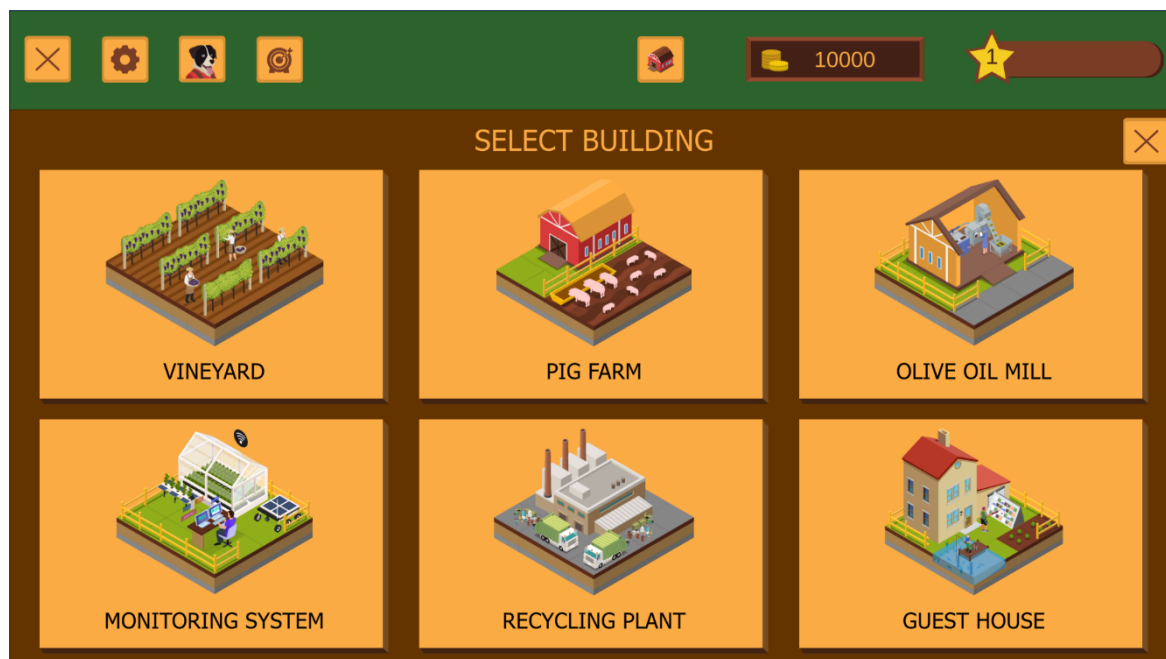 10000
1
SELECT BUILDING
VINEYARD
PIG FARM
OLIVE OIL MILL
MONITORING SYSTEM
RECYCLING PLANT
GUEST HOUSE